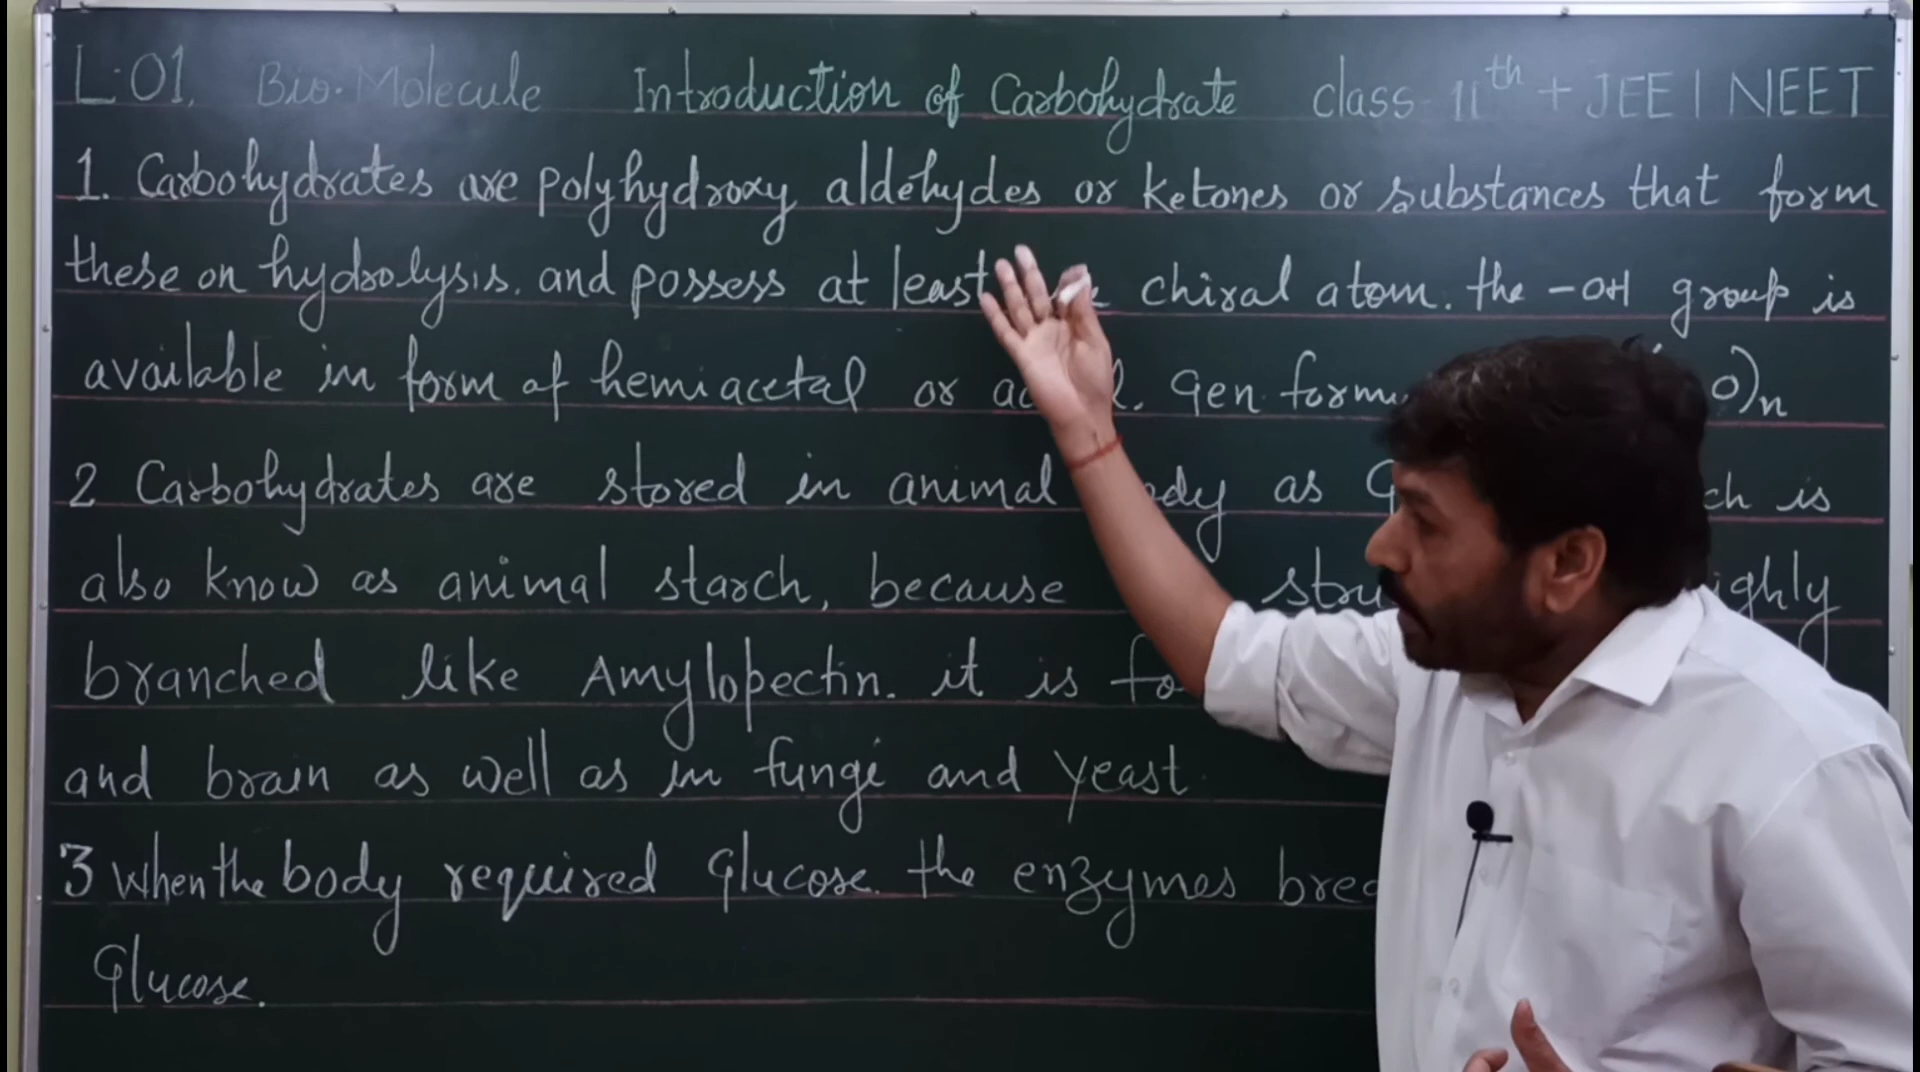 L-01. Bio-Molecule Introduction of Carbohydrate class-11th + JEE | NEET
1. Carbohydrates are polyhydroxy aldehydes or ketones or substances that form
these on hydrolysis. and possess at least chiral atom. the -OH group is
available in form of hemiacetal or Gen. O)n
2 Carbohydrates are stored in animal as is
also know as animal starch, because
branched like Amylopectin. it is
and brain as well as in fungi and yeast.
3 When the body required Glucose. the enzymes
Glucose.